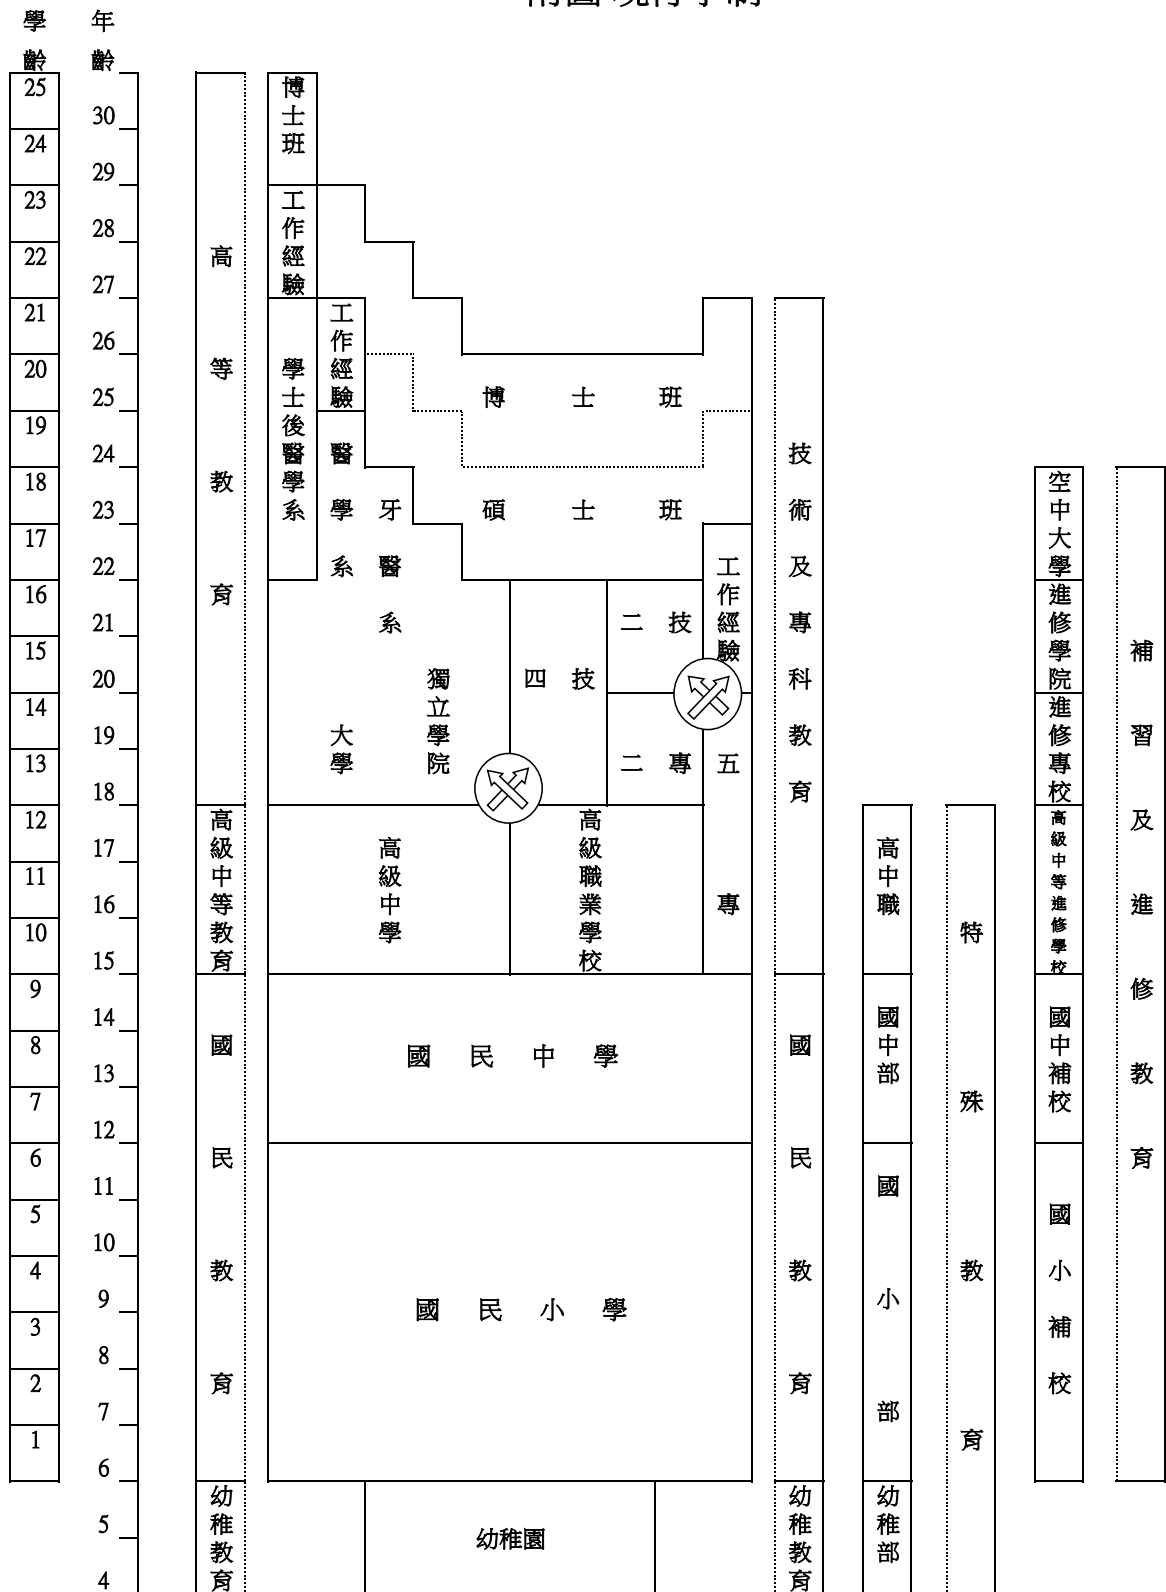 附圖 現行學制
學齡
年齡
25
24
23
22
21
20
19
18
17
16
15
14
13
12
11
10
9
8
7
6
5
4
3
2
1
30
29
28
27
26
25
24
23
22
21
20
19
18
17
16
15
14
13
12
11
10
9
8
7
6
5
4
高等教育
高級中等教育
國民教育
幼稚教育
博士班
工作經驗
學士後醫學系
工作經驗
醫學系
牙醫系
博士班
碩士班
大學
獨立學院
四技
二技
二專
工作經驗
五專
高級中學
高級職業學校
國民中學
國民小學
幼稚園
技術及專科教育
國民教育
幼稚教育
高中職
國中部
國小部
幼稚部
特殊教育
空中大學
進修學院
進修專校
高級中等進修學校
國中補校
國小補校
補習及進修教育